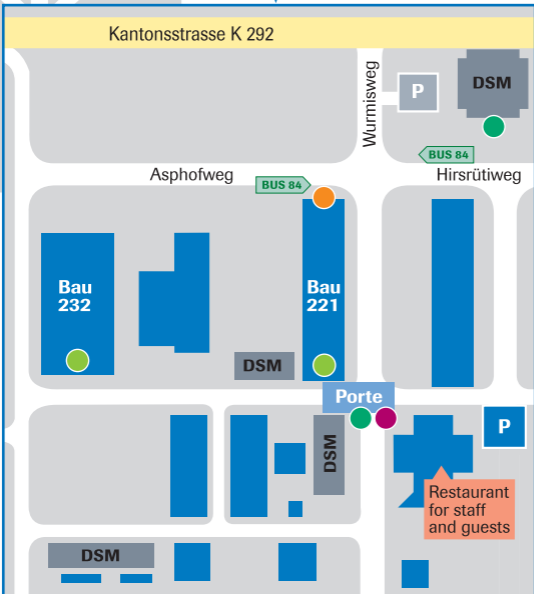 Kantonsstrasse K 292
Wurmisweg
P
DSM
BUS 84
Asphofweg
Hirsrütiweg
BUS 84
Bau
232
Bau
221
DSM
Porte
P
DSM
Restaurant
for staff
and guests
DSM